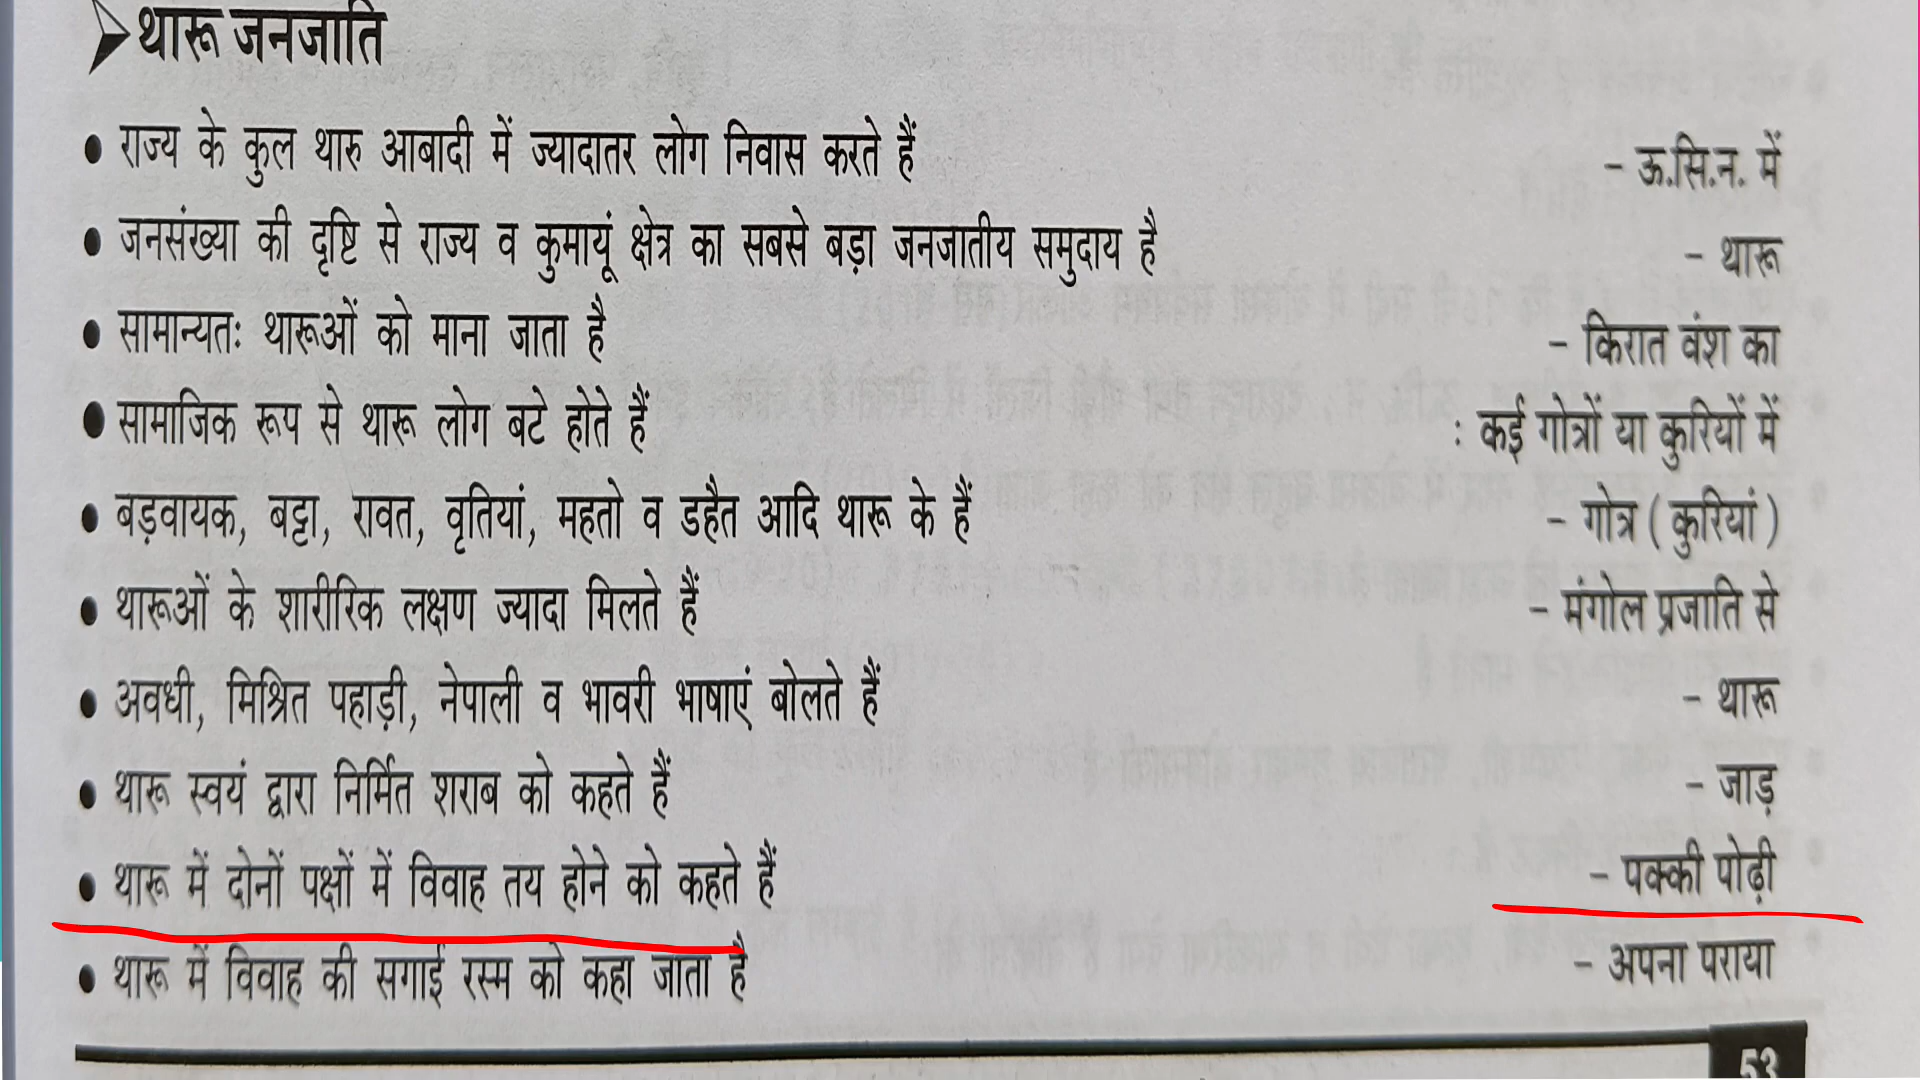 थारू जनजाति
• राज्य के कुल थारु आबादी में ज्यादातर लोग निवास करते हैं - ऊ.सि.न. में
• जनसंख्या की दृष्टि से राज्य व कुमायूं क्षेत्र का सबसे बड़ा जनजातीय समुदाय है - थारू
• सामान्यतः थारूओं को माना जाता है - किरात वंश का
• सामाजिक रूप से थारू लोग बटे होते हैं : कई गोत्रों या कुरियों में
• बड़वायक, बट्टा, रावत, वृतियां, महतो व डहैत आदि थारू के हैं - गोत्र (कुरियां)
• थारूओं के शारीरिक लक्षण ज्यादा मिलते हैं - मंगोल प्रजाति से
• अवधी, मिश्रित पहाड़ी, नेपाली व भावरी भाषाएं बोलते हैं - थारू
• थारू स्वयं द्वारा निर्मित शराब को कहते हैं - जाड़
• थारू में दोनों पक्षों में विवाह तय होने को कहते हैं - पक्की पोढ़ी
• थारू में विवाह की सगाई रस्म को कहा जाता है - अपना पराया
53